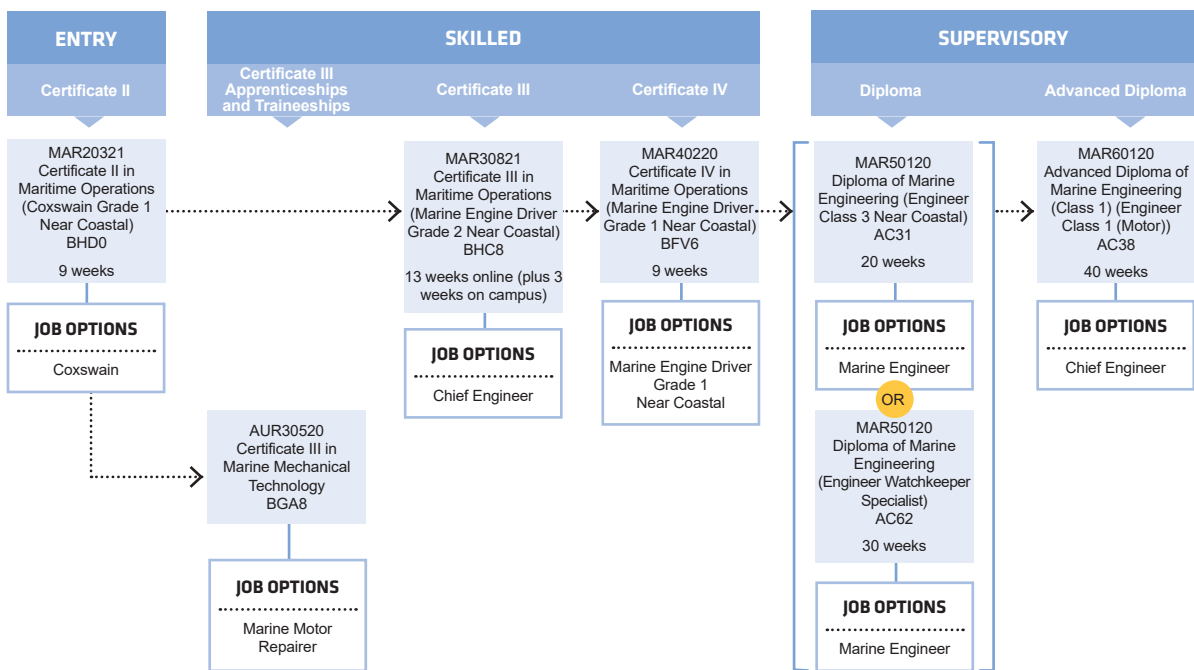 ENTRY
SKILLED
SUPERVISORY
Certificate II
Certificate III
Apprenticeships
and Traineeships
Certificate III
Certificate IV
Diploma
Advanced Diploma
MAR20321
Certificate II in
Maritime Operations
(Coxswain Grade 1
Near Coastal)
BHD0
9 weeks
JOB OPTIONS
Coxswain
AUR30520
Certificate III in
Marine Mechanical
Technology
BGA8
JOB OPTIONS
Marine Motor
Repairer
MAR30821
Certificate III in
Maritime Operations
(Marine Engine Driver
Grade 2 Near Coastal)
BHC8
13 weeks online (plus 3
weeks on campus)
JOB OPTIONS
Chief Engineer
MAR40220
Certificate IV in
Maritime Operations
(Marine Engine Driver
Grade 1 Near Coastal)
BFV6
9 weeks
JOB OPTIONS
Marine Engine Driver
Grade 1
Near Coastal
MAR50120
Diploma of Marine
Engineering (Engineer
Class 3 Near Coastal)
AC31
20 weeks
JOB OPTIONS
Marine Engineer
OR
MAR50120
Diploma of Marine
Engineering
(Engineer Watchkeeper
Specialist)
AC62
30 weeks
JOB OPTIONS
Marine Engineer
MAR60120
Advanced Diploma of
Marine Engineering
(Class 1) (Engineer
Class 1 (Motor))
AC38
40 weeks
JOB OPTIONS
Chief Engineer